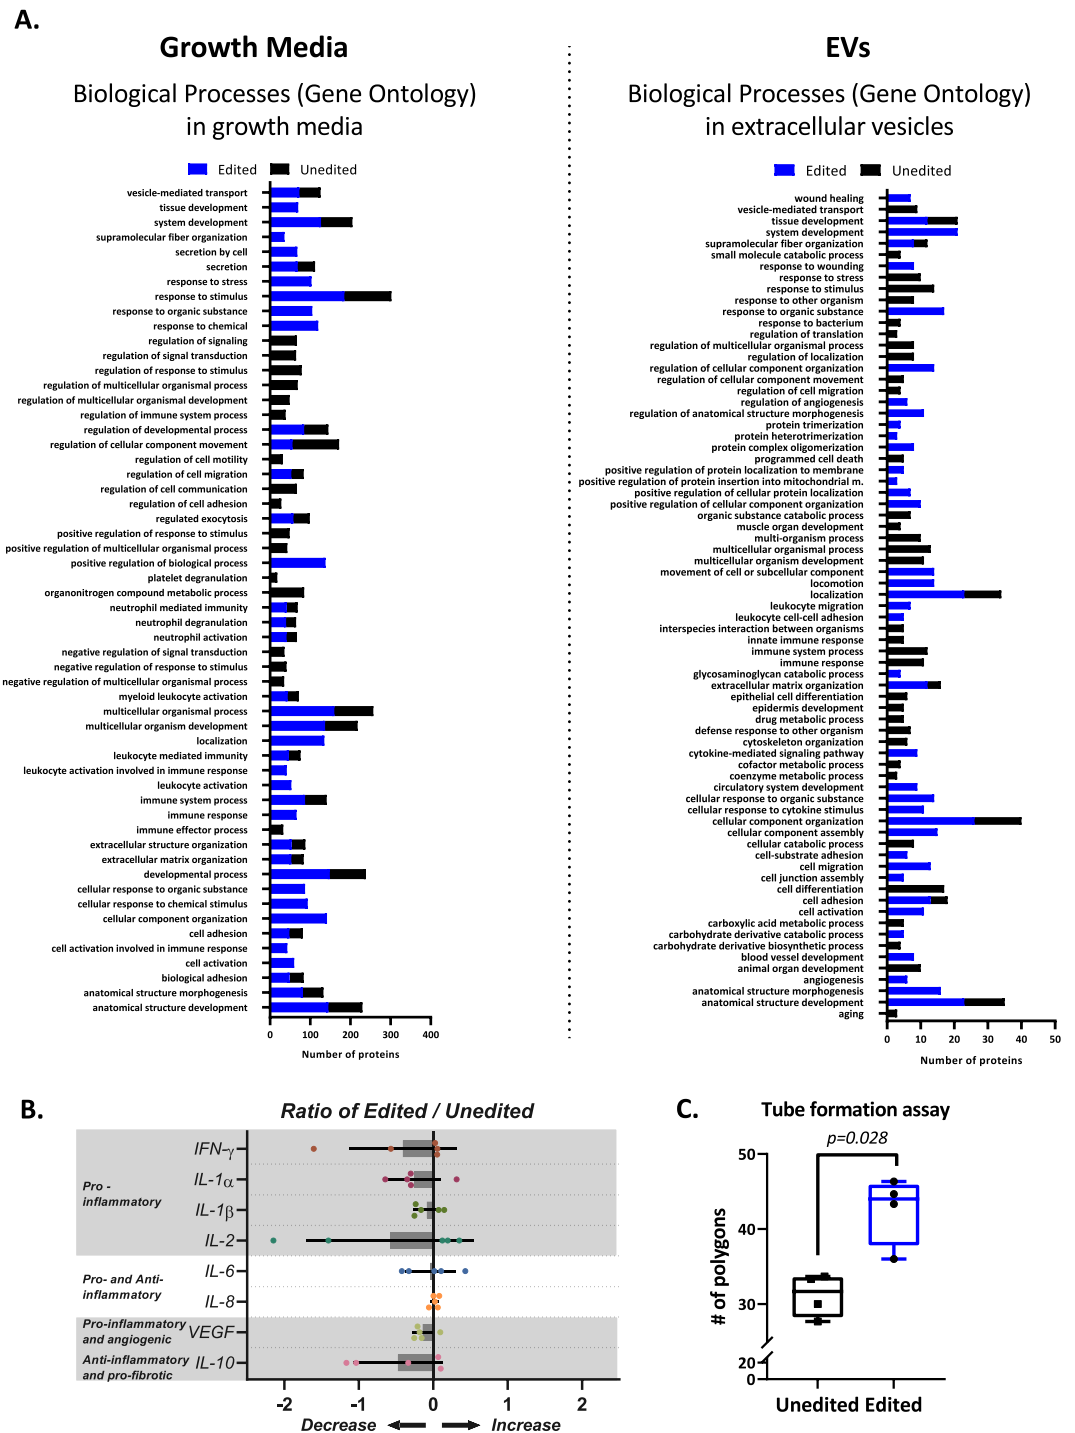 A.
Growth Media
Biological Processes (Gene Ontology)
in growth media
Edited Unedited
vesicle-mediated transport
tissue development
system development
supramolecular fiber organization
secretion by cell
secretion
response to stress
response to stimulus
response to organic substance
response to chemical
regulation of signaling
regulation of signal transduction
regulation of response to stimulus
regulation of multicellular organismal process
regulation of multicellular organismal development
regulation of immune system process
regulation of developmental process
regulation of cellular component movement
regulation of cell motility
regulation of cell migration
regulation of cell communication
regulation of cell adhesion
regulated exocytosis
positive regulation of response to stimulus
positive regulation of multicellular organismal process
positive regulation of biological process
platelet degranulation
organonitrogen compound metabolic process
neutrophil mediated immunity
neutrophil degranulation
neutrophil activation
negative regulation of signal transduction
negative regulation of response to stimulus
negative regulation of multicellular organismal process
myeloid leukocyte activation
multicellular organismal process
multicellular organism development
localization
leukocyte mediated immunity
leukocyte activation involved in immune response
leukocyte activation
immune system process
immune response
immune effector process
extracellular structure organization
extracellular matrix organization
developmental process
cellular response to organic substance
cellular response to chemical stimulus
cellular component organization
cell adhesion
cell activation involved in immune response
cell activation
biological adhesion
anatomical structure morphogenesis
anatomical structure development
0 100 200 300 400
Number of proteins
EVs
Biological Processes (Gene Ontology)
in extracellular vesicles
Edited Unedited
wound healing
vesicle-mediated transport
tissue development
system development
supramolecular fiber organization
small molecule catabolic process
response to wounding
response to stress
response to stimulus
response to other organism
response to organic substance
response to bacterium
regulation of translation
regulation of multicellular organismal process
regulation of localization
regulation of cellular component organization
regulation of cellular component movement
regulation of cell migration
regulation of angiogenesis
regulation of anatomical structure morphogenesis
protein trimerization
protein heterotrimerization
protein complex oligomerization
programmed cell death
positive regulation of protein localization to membrane
positive regulation of protein insertion into mitochondrial m.
positive regulation of cellular protein localization
positive regulation of cellular component organization
organic substance catabolic process
muscle organ development
multi-organism process
multicellular organismal process
multicellular organism development
movement of cell or subcellular component
locomotion
localization
leukocyte migration
leukocyte cell-cell adhesion
interspecies interaction between organisms
innate immune response
immune system process
immune response
glycosaminoglycan catabolic process
extracellular matrix organization
epithelial cell differentiation
epidermis development
drug metabolic process
defense response to other organism
cytoskeleton organization
cytokine-mediated signaling pathway
cofactor metabolic process
coenzyme metabolic process
circulatory system development
cellular response to organic substance
cellular response to cytokine stimulus
cellular component organization
cellular component assembly
cellular catabolic process
cell-substrate adhesion
cell migration
cell junction assembly
cell differentiation
cell adhesion
cell activation
carboxylic acid metabolic process
carbohydrate derivative catabolic process
carbohydrate derivative biosynthetic process
blood vessel development
animal organ development
angiogenesis
anatomical structure morphogenesis
anatomical structure development
aging
0 10 20 30 40 50
Number of proteins
B.
Ratio of Edited / Unedited
Pro -
inflammatory
IFN-γ
IL-1α
IL-1β
IL-2
Pro- and Anti-
inflammatory
IL-6
IL-8
Pro-inflammatory
and angiogenic
VEGF
Anti-inflammatory
and pro-fibrotic
IL-10
-2 -1 0 1 2
Decrease Increase
C.
Tube formation assay
p=0.028
# of polygons
50
40
30
20
0
Unedited Edited